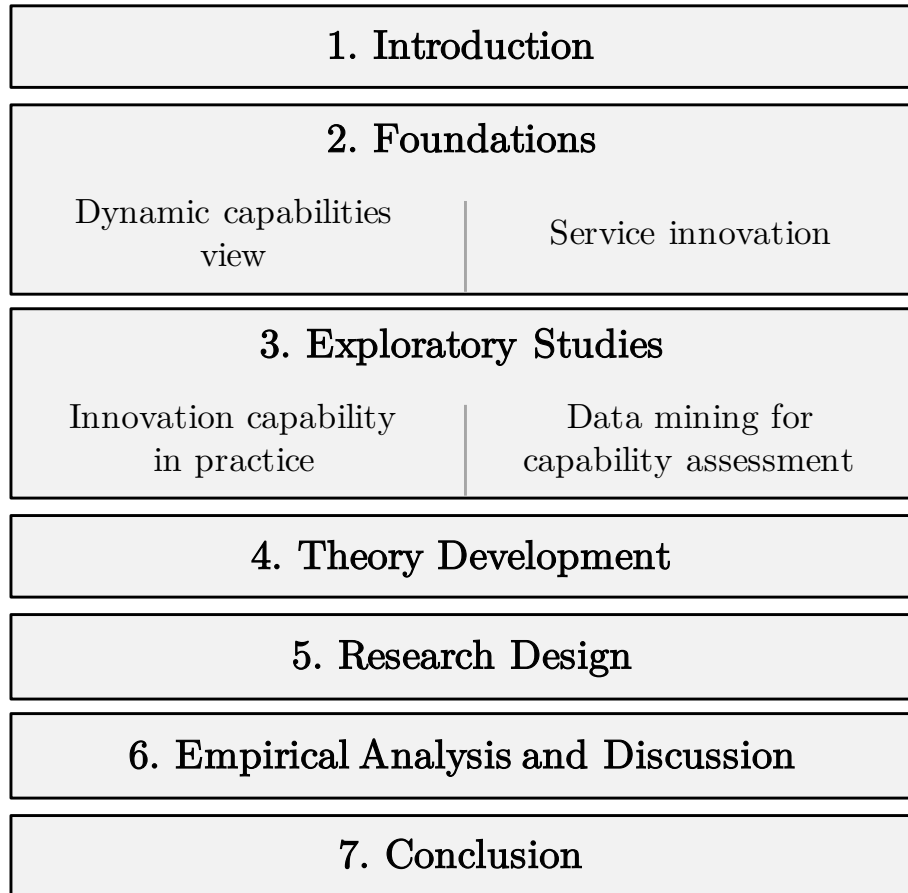 1. Introduction
2. Foundations
Dynamic capabilities
view
Service innovation
3. Exploratory Studies
Innovation capability
in practice
Data mining for
capability assessment
4. Theory Development
5. Research Design
6. Empirical Analysis and Discussion
7. Conclusion